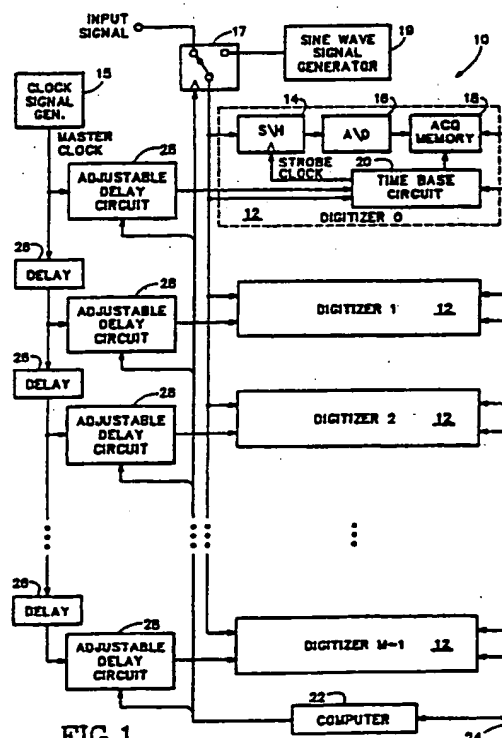 INPUT
SIGNAL
17
SINE WAVE
SIGNAL
GENERATOR
19
10
15
CLOCK
SIGNAL
GEN.
MASTER
CLOCK
28
ADJUSTABLE
DELAY
CIRCUIT
14
S\H
16
A\D
18
ACQ
MEMORY
STROBE
CLOCK
20
TIME BASE
CIRCUIT
12
DIGITIZER 0
26
DELAY
28
ADJUSTABLE
DELAY
CIRCUIT
DIGITIZER 1 12
26
DELAY
28
ADJUSTABLE
DELAY
CIRCUIT
DIGITIZER 2 12
26
DELAY
28
ADJUSTABLE
DELAY
CIRCUIT
DIGITIZER M-1 12
22
COMPUTER
24
FIG. 1